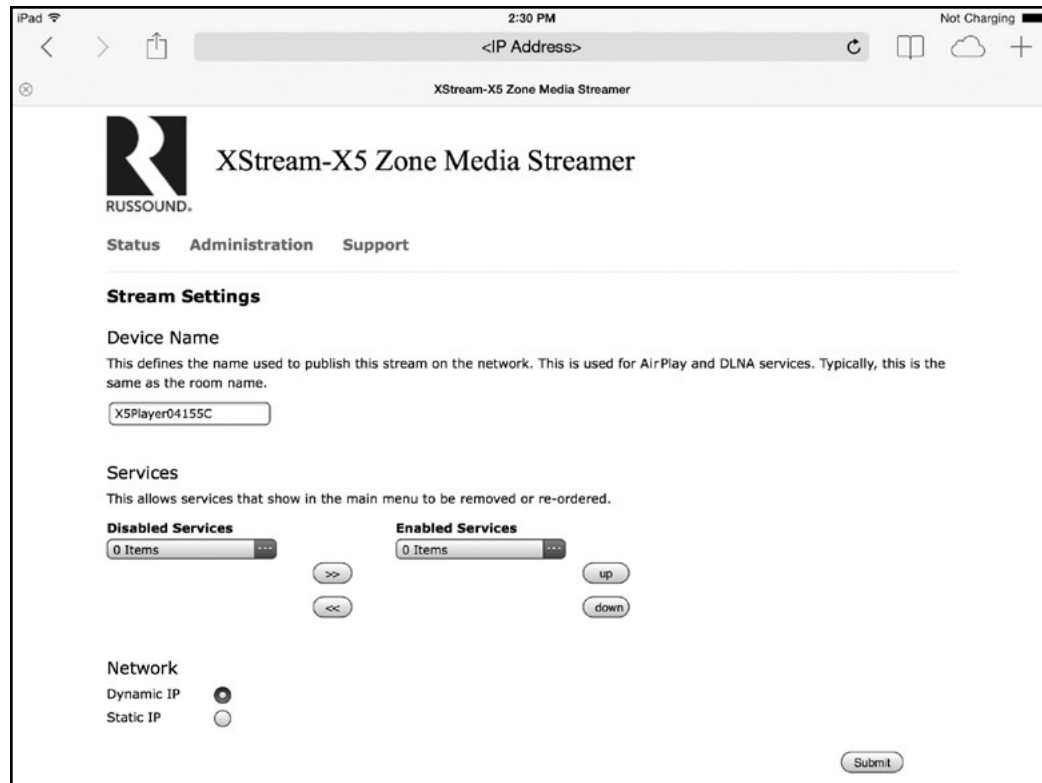 iPad 2:30 PM Not Charging
<IP Address>
XStream-X5 Zone Media Streamer
XStream-X5 Zone Media Streamer
RUSSOUND®
Status Administration Support
Stream Settings
Device Name
This defines the name used to publish this stream on the network. This is used for AirPlay and DLNA services. Typically, this is the
same as the room name.
X5Player04155C
Services
This allows services that show in the main menu to be removed or re-ordered.
Disabled Services Enabled Services
0 Items ... 0 Items ...
>> up
<< down
Network
Dynamic IP
Static IP
Submit